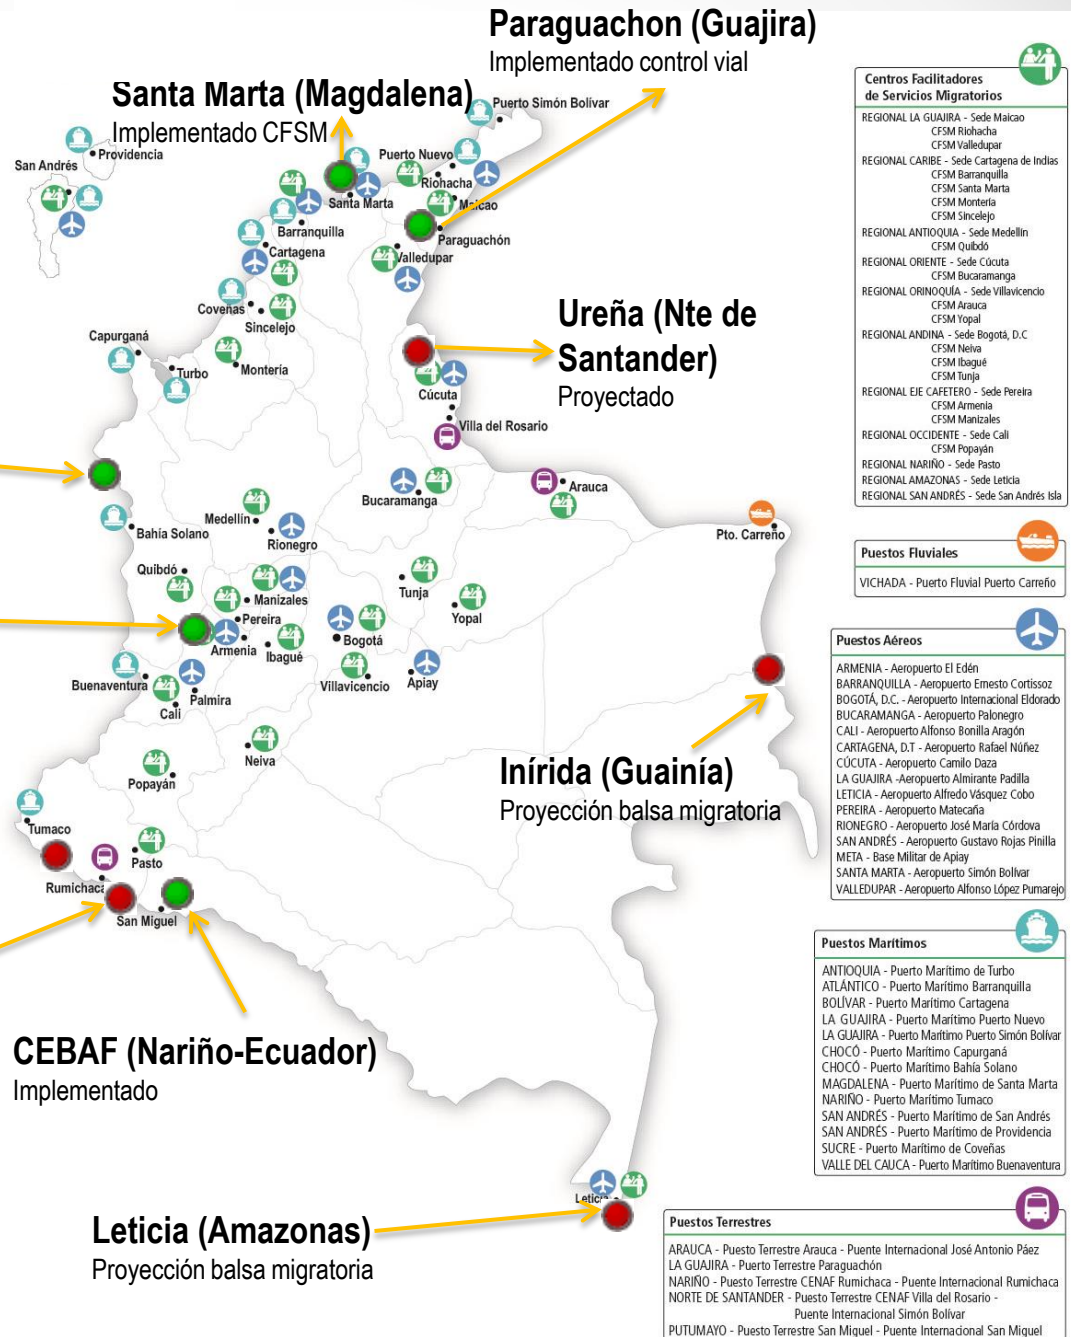 Paraguachon (Guajira)
Implementado control vial
Santa Marta (Magdalena)
Implementado CFSM
Puerto Simón Bolívar
Providencia
San Andrés
Puerto Nuevo
Riohacha
Santa Marta
Maicao
Barranquilla
Paraguachón
Cartagena
Valledupar
Coveñas
Sincelejo
Capurganá
Turbo
Montería
Ureña (Nte de
Santander)
Proyectado
Cúcuta
Villa del Rosario
Bucaramanga
Arauca
Medellín
Pto. Carreño
Bahía Solano
Rionegro
Quibdó
Tunja
Manizales
Yopal
Pereira
Bogotá
Armenia
Ibagué
Buenaventura
Villavicencio
Apiay
Palmira
Cali
Neiva
Popayán
Inírida (Guainía)
Proyección balsa migratoria
Tumaco
Pasto
Rumichaca
San Miguel
CEBAF (Nariño-Ecuador)
Implementado
Leticia
Leticia (Amazonas)
Proyección balsa migratoria
Centros Facilitadores
de Servicios Migratorios
REGIONAL LA GUAJIRA - Sede Maicao
CFSM Riohacha
CFSM Valledupar
REGIONAL CARIBE - Sede Cartagena de Indias
CFSM Barranquilla
CFSM Santa Marta
CFSM Montería
CFSM Sincelejo
REGIONAL ANTIOQUIA - Sede Medellín
CFSM Quibdó
REGIONAL ORIENTE - Sede Cúcuta
CFSM Bucaramanga
REGIONAL ORINOQUÍA - Sede Villavicencio
CFSM Arauca
CFSM Yopal
REGIONAL ANDINA - Sede Bogotá, D.C
CFSM Neiva
CFSM Ibagué
CFSM Tunja
REGIONAL EJE CAFETERO - Sede Pereira
CFSM Armenia
CFSM Manizales
REGIONAL OCCIDENTE - Sede Cali
CFSM Popayán
REGIONAL NARIÑO - Sede Pasto
REGIONAL AMAZONAS - Sede Leticia
REGIONAL SAN ANDRÉS - Sede San Andrés Isla
Puestos Fluviales
VICHADA - Puerto Fluvial Puerto Carreño
Puestos Aéreos
ARMENIA - Aeropuerto El Edén
BARRANQUILLA - Aeropuerto Ernesto Cortissoz
BOGOTÁ, D.C. - Aeropuerto Internacional Eldorado
BUCARAMANGA - Aeropuerto Palonegro
CALI - Aeropuerto Alfonso Bonilla Aragón
CARTAGENA, D.T - Aeropuerto Rafael Núñez
CÚCUTA - Aeropuerto Camilo Daza
LA GUAJIRA -Aeropuerto Almirante Padilla
LETICIA - Aeropuerto Alfredo Vásquez Cobo
PEREIRA - Aeropuerto Matecaña
RIONEGRO - Aeropuerto José María Córdova
SAN ANDRÉS - Aeropuerto Gustavo Rojas Pinilla
META - Base Militar de Apiay
SANTA MARTA - Aeropuerto Simón Bolívar
VALLEDUPAR - Aeropuerto Alfonso López Pumarejo
Puestos Marítimos
ANTIOQUIA - Puerto Marítimo de Turbo
ATLÁNTICO - Puerto Marítimo Barranquilla
BOLÍVAR - Puerto Marítimo Cartagena
LA GUAJIRA - Puerto Marítimo Puerto Nuevo
LA GUAJIRA - Puerto Marítimo Puerto Simón Bolívar
CHOCÓ - Puerto Marítimo Capurganá
CHOCÓ - Puerto Marítimo Bahía Solano
MAGDALENA - Puerto Marítimo de Santa Marta
NARIÑO - Puerto Marítimo Tumaco
SAN ANDRÉS - Puerto Marítimo de San Andrés
SAN ANDRÉS - Puerto Marítimo de Providencia
SUCRE - Puerto Marítimo de Coveñas
VALLE DEL CAUCA - Puerto Marítimo Buenaventura
Puestos Terrestres
ARAUCA - Puesto Terrestre Arauca - Puente Internacional José Antonio Páez
LA GUAJIRA - Puerto Terrestre Paraguachón
NARIÑO - Puesto Terrestre CENAF Rumichaca - Puente Internacional Rumichaca
NORTE DE SANTANDER - Puesto Terrestre CENAF Villa del Rosario -
Puente Internacional Simón Bolívar
PUTUMAYO - Puesto Terrestre San Miguel - Puente Internacional San Miguel